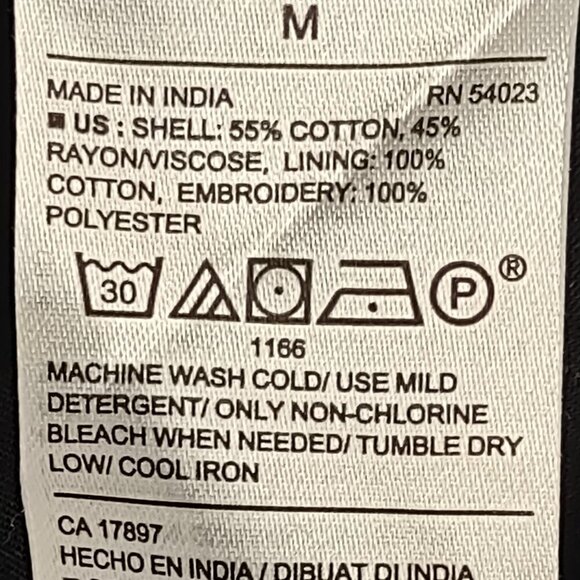 M
MADE IN INDIA RN 54023
US : SHELL: 55% COTTON, 45%
RAYON/VISCOSE, LINING: 100%
COTTON, EMBROIDERY: 100%
POLYESTER
30 P ®
1166
MACHINE WASH COLD/ USE MILD
DETERGENT/ ONLY NON-CHLORINE
BLEACH WHEN NEEDED/ TUMBLE DRY
LOW/ COOL IRON
CA 17897
HECHO EN INDIA / DIBUAT DI INDIA